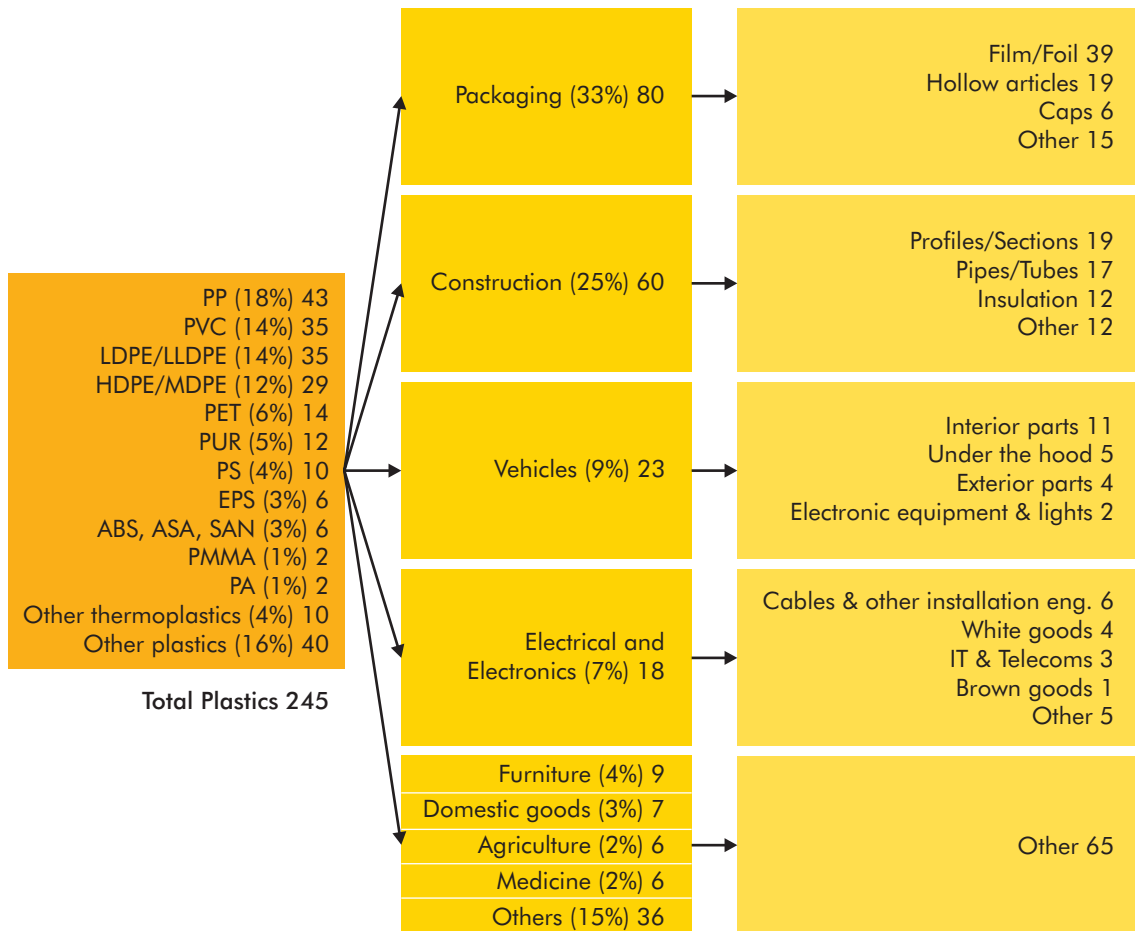 PP (18%) 43
PVC (14%) 35
LDPE/LLDPE (14%) 35
HDPE/MDPE (12%) 29
PET (6%) 14
PUR (5%) 12
PS (4%) 10
EPS (3%) 6
ABS, ASA, SAN (3%) 6
PMMA (1%) 2
PA (1%) 2
Other thermoplastics (4%) 10
Other plastics (16%) 40
Total Plastics 245
Packaging (33%) 80
Film/Foil 39
Hollow articles 19
Caps 6
Other 15
Construction (25%) 60
Profiles/Sections 19
Pipes/Tubes 17
Insulation 12
Other 12
Vehicles (9%) 23
Interior parts 11
Under the hood 5
Exterior parts 4
Electronic equipment & lights 2
Electrical and
Electronics (7%) 18
Cables & other installation eng. 6
White goods 4
IT & Telecoms 3
Brown goods 1
Other 5
Furniture (4%) 9
Domestic goods (3%) 7
Agriculture (2%) 6
Medicine (2%) 6
Others (15%) 36
Other 65